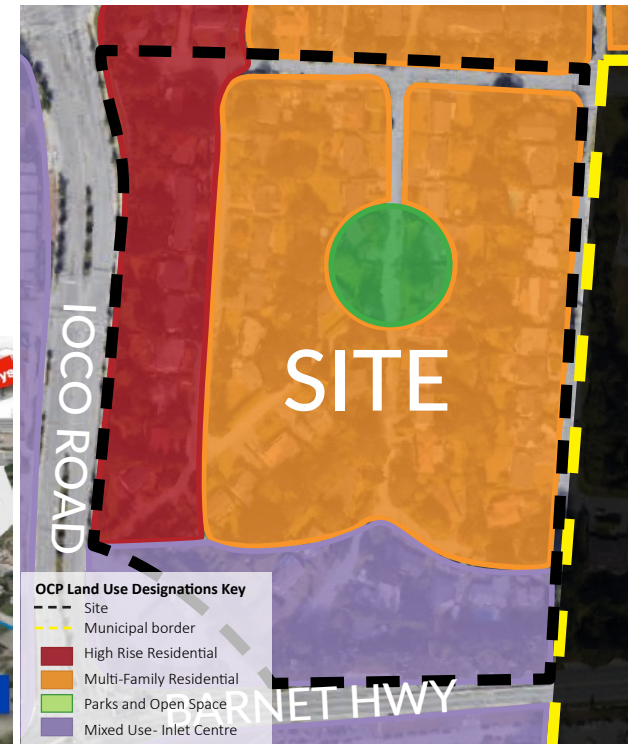 SITE
IOCO ROAD
OCP Land Use Designations Key
Site
Municipal border
High Rise Residential
Multi-Family Residential
Parks and Open Space
Mixed Use- Inlet Centre
BARNET HWY